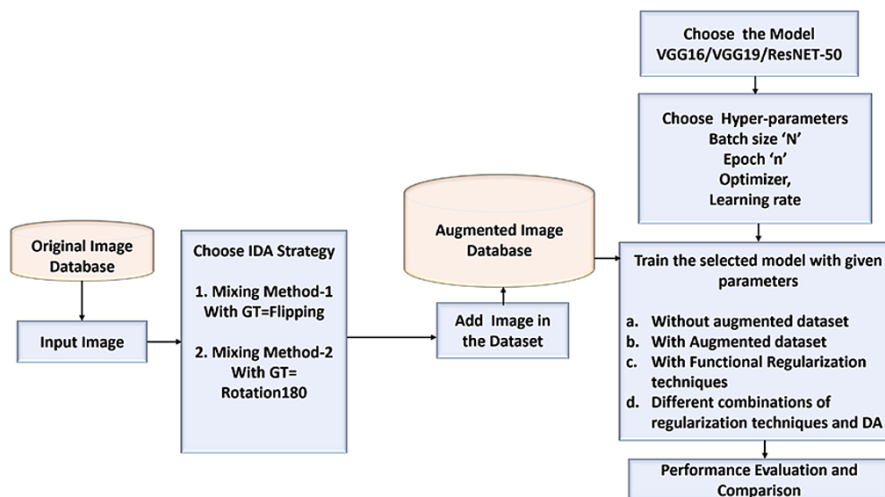 Choose the Model
VGG16/VGG19/ResNET-50
Choose Hyper-parameters
Batch size ‘N’
Epoch ‘n’
Optimizer,
Learning rate
Original Image
Database
Input Image
Choose IDA Strategy
1. Mixing Method-1
With GT=Flipping
2. Mixing Method-2
With GT=
Rotation180
Augmented Image
Database
Add Image in
the Dataset
Train the selected model with given
parameters
a. Without augmented dataset
b. With Augmented dataset
c. With Functional Regularization
techniques
d. Different combinations of
regularization techniques and DA
Performance Evaluation and
Comparison